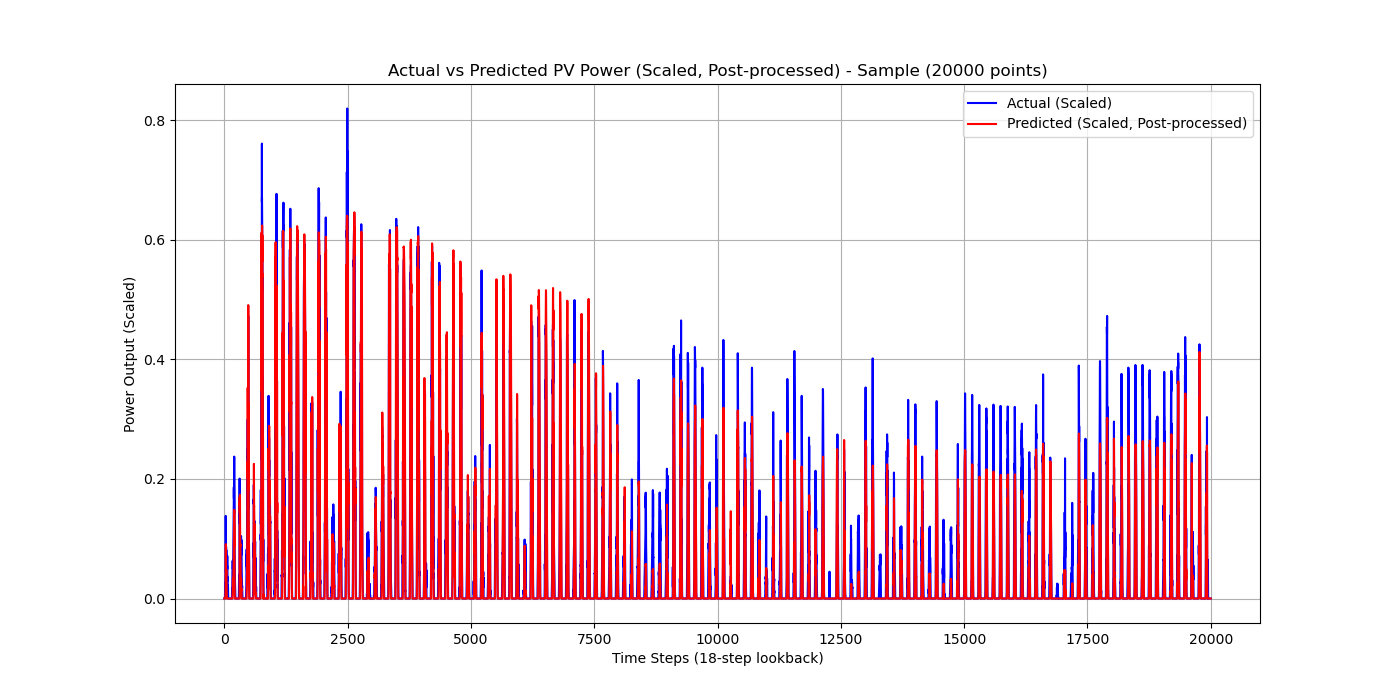 Actual vs Predicted PV Power (Scaled, Post-processed) - Sample (20000 points)
Actual (Scaled)
Predicted (Scaled, Post-processed)
Power Output (Scaled)
0.8
0.6
0.4
0.2
0.0
0 2500 5000 7500 10000 12500 15000 17500 20000
Time Steps (18-step lookback)